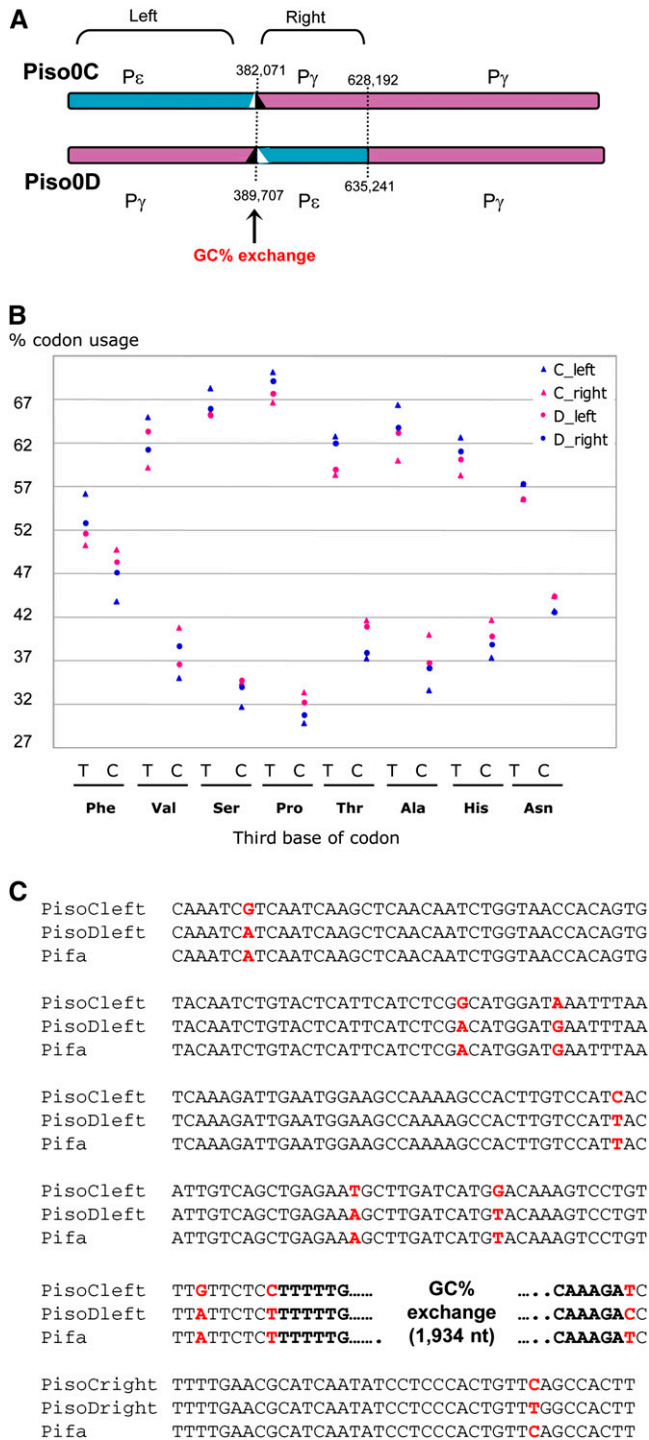 A
Left Right
Piso0C Pε 382,071 Pγ 628,192 Pγ
Piso0D
Pγ 389,707 Pε 635,241 Pγ
GC% exchange
B
% codon usage
C_left
C_right
D_left
D_right
67
62
57
52
47
42
37
32
27
T C T C T C T C T C T C T C T C
Phe Val Ser Pro Thr Ala His Asn
Third base of codon
C
PisoCleft CAAATCGTCAATCAAGCTCAACAATCTGGTAACCACAGTG
PisoDleft CAAATCATCAATCAAGCTCAACAATCTGGTAACCACAGTG
Pifa CAAATCATCAATCAAGCTCAACAATCTGGTAACCACAGTG
PisoCleft TACAATCTGTACTCATTCATCTCGGCATGGATAAATTTAA
PisoDleft TACAATCTGTACTCATTCATCTCGACATGGATGAATTTAA
Pifa TACAATCTGTACTCATTCATCTCGACATGGATGAATTTAA
PisoCleft TCAAAGATTGAATGGAAGCCAAAAGCCACTTGTCCATCAC
PisoDleft TCAAAGATTGAATGGAAGCCAAAAGCCACTTGTCCATTAC
Pifa TCAAAGATTGAATGGAAGCCAAAAGCCACTTGTCCATTAC
PisoCleft ATTGTCAGCTGAGAATGCTTGATCATGGACAAAGTCCTGT
PisoDleft ATTGTCAGCTGAGAAAGCTTGATCATGTACAAAGTCCTGT
Pifa ATTGTCAGCTGAGAAAGCTTGATCATGTACAAAGTCCTGT
PisoCleft TTGTTCTCCTTTTTG…… GC% …..CAAAGATC
PisoDleft TTATTCTCTTTTTTG…… exchange …..CAAAGACC
Pifa TTATTCTCTTTTTTG……. (1,934 nt) …..CAAAGATC
PisoCright TTTTGAACGCATCAATATCCTCCCACTGTTCAGCCACTT
PisoDright TTTTGAACGCATCAATATCCTCCCACTGTTTGGCCACTT
Pifa TTTTGAACGCATCAATATCCTCCCACTGTTCAGCCACTT